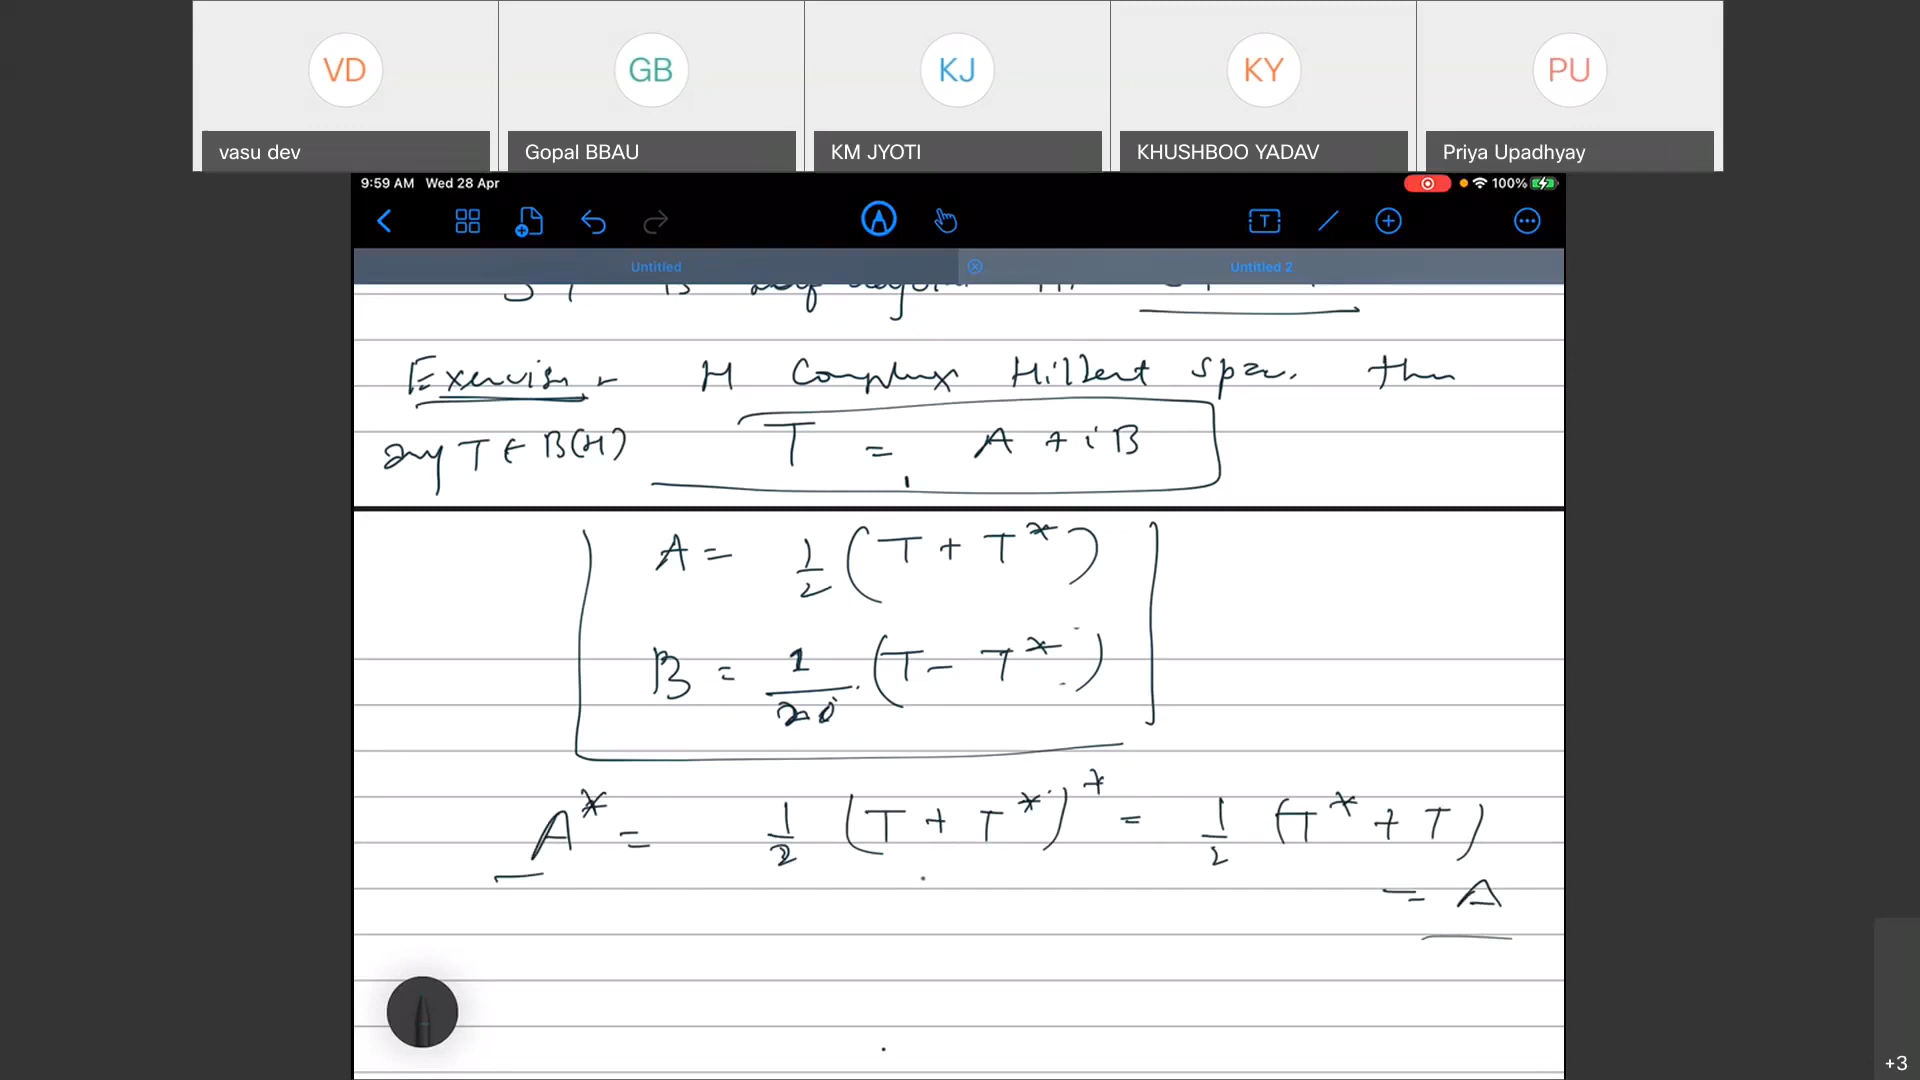 VD GB KJ KY PU
vasu dev Gopal BBAU KM JYOTI KHUSHBOO YADAV Priya Upadhyay
9:59 AM Wed 28 Apr 100%
Untitled Untitled 2
Exercise H Complex Hilbert space. then
any T ∈ B(H) T = A + iB
A = 1/2 (T + T*)
B = 1/2i (T - T*)
A* = 1/2 (T + T*)* = 1/2 (T* + T)
= A
+3